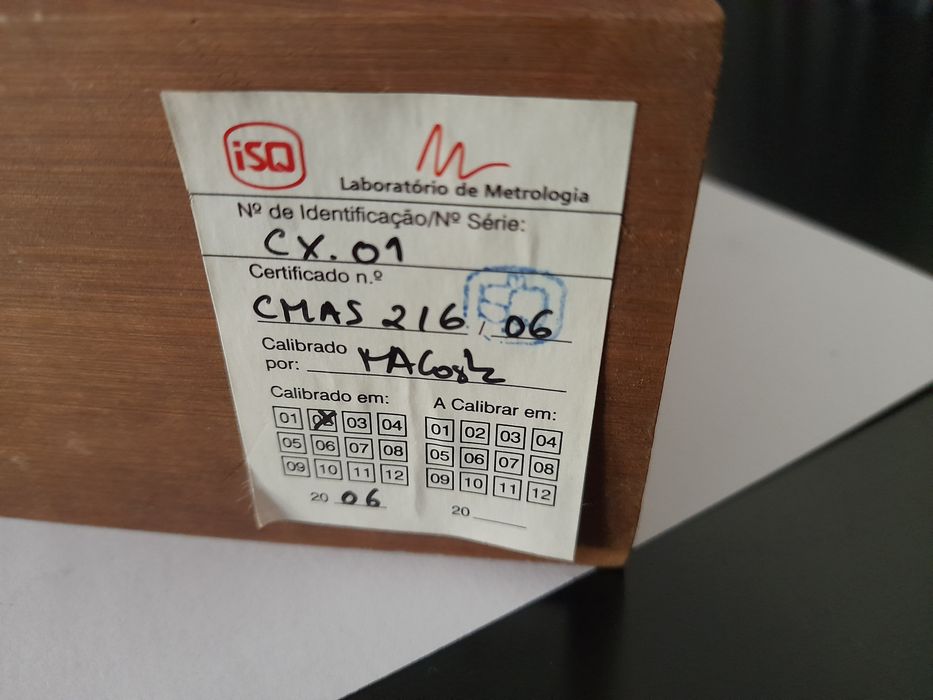 iSQ
Laboratório de Metrologia
Nº de Identificação/Nº Série:
CX.01
Certificado n.º
CMAS 216 / 06
Calibrado
por:
Calibrado em: A Calibrar em:
01 02 03 04 01 02 03 04
05 06 07 08 05 06 07 08
09 10 11 12 09 10 11 12
20 06 20